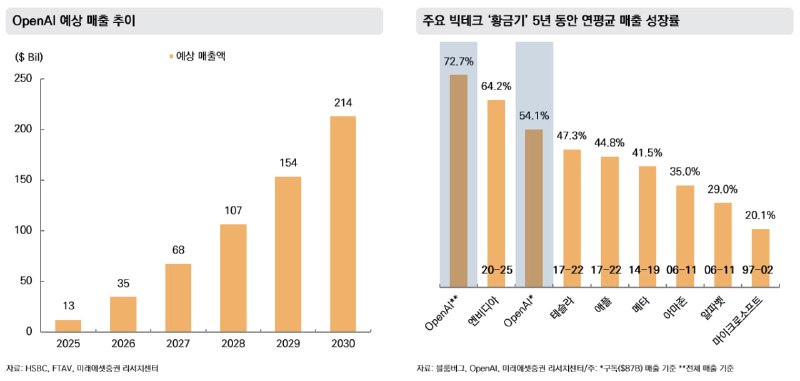 OpenAI 예상 매출 추이
($ Bil)
예상 매출액
250
200
150
100
50
0
13
35
68
107
154
214
2025
2026
2027
2028
2029
2030
자료: HSBC, FTAV, 미래에셋증권 리서치센터
주요 빅테크 ‘황금기’ 5년 동안 연평균 매출 성장률
72.7%
64.2%
54.1%
47.3%
44.8%
41.5%
35.0%
29.0%
20.1%
20-25
17-22
17-22
14-19
06-11
06-11
97-02
OpenAI**
엔비디아
OpenAI*
테슬라
애플
메타
아마존
알파벳
마이크로소프트
자료: 블룸버그, OpenAI, 미래에셋증권 리서치센터/주: *구독($87B) 매출 기준 **전체 매출 기준